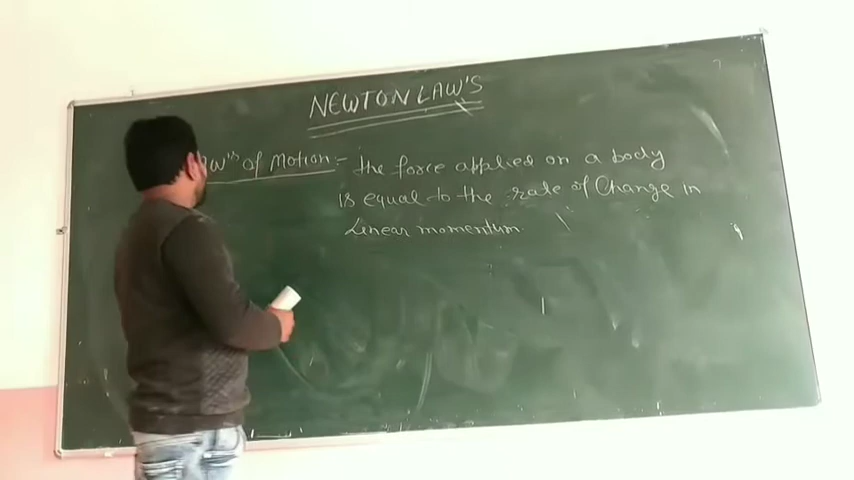 NEWTON LAW'S
of Motion - the force applied on a body
is equal to the rate of Change in
Linear momentum